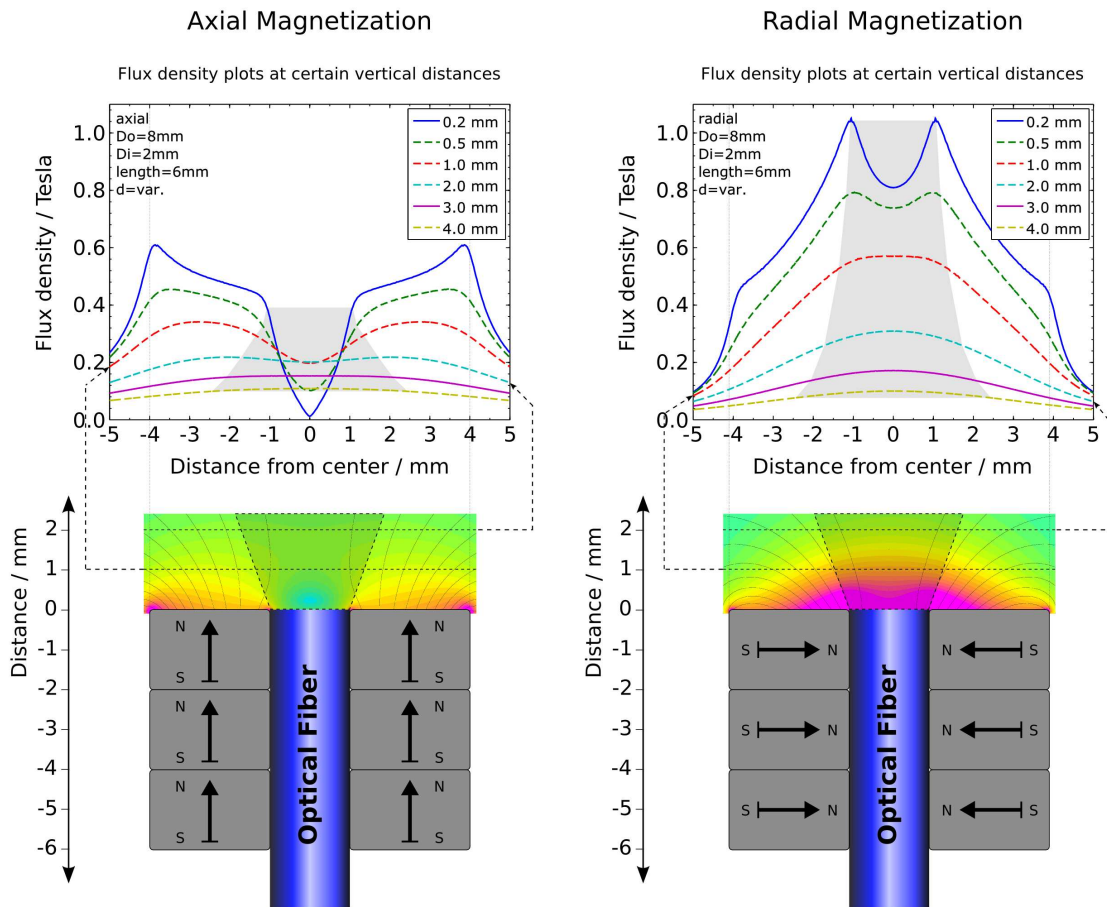 Axial Magnetization
Flux density plots at certain vertical distances
axial
Do=8mm
Di=2mm
length=6mm
d=var.
0.2 mm
0.5 mm
1.0 mm
2.0 mm
3.0 mm
4.0 mm
1.0
0.8
0.6
0.4
0.2
0.0
Flux density / Tesla
-5 -4 -3 -2 -1 0 1 2 3 4 5
Distance from center / mm
Distance / mm
2
1
0
-1
-2
-3
-4
-5
-6
N N
S S
N N
S S
N N
S S
Optical Fiber
Radial Magnetization
Flux density plots at certain vertical distances
radial
Do=8mm
Di=2mm
length=6mm
d=var.
0.2 mm
0.5 mm
1.0 mm
2.0 mm
3.0 mm
4.0 mm
1.0
0.8
0.6
0.4
0.2
0.0
Flux density / Tesla
-5 -4 -3 -2 -1 0 1 2 3 4 5
Distance from center / mm
Distance / mm
2
1
0
-1
-2
-3
-4
-5
-6
S N N S
S N N S
S N N S
Optical Fiber